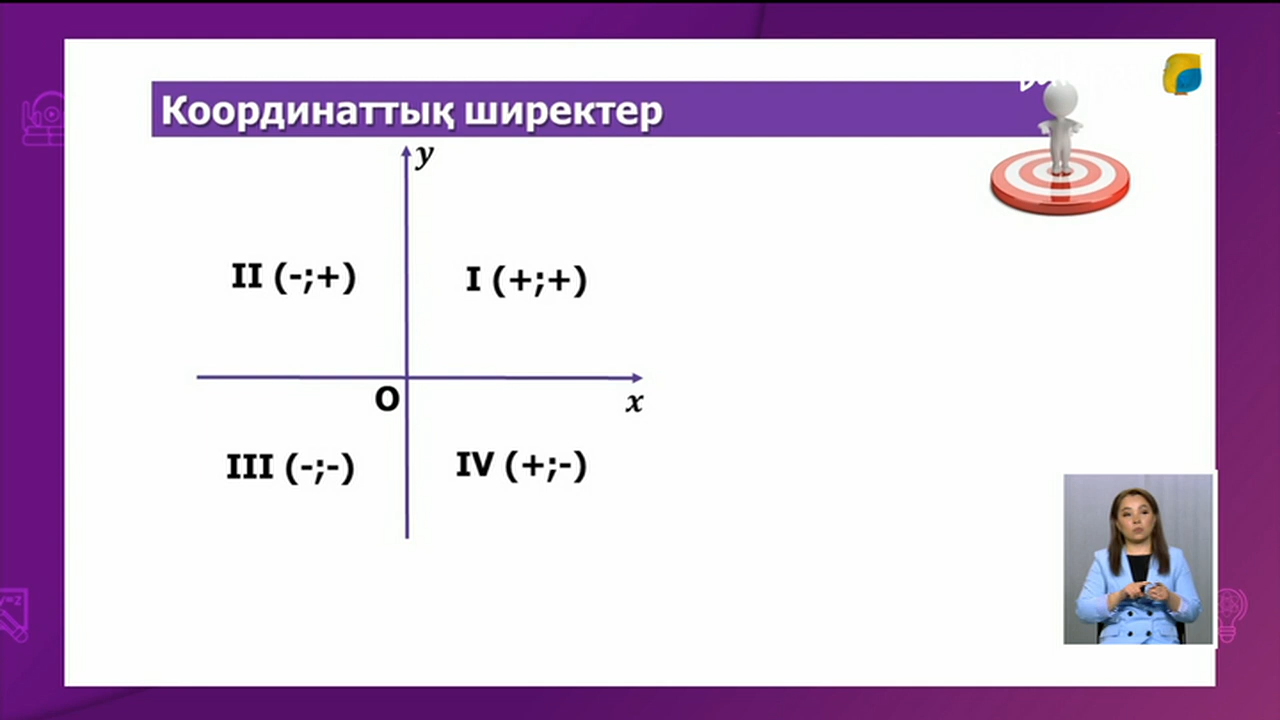 Координаттық ширектер
y
II (-;+)
I (+;+)
O
x
III (-;-)
IV (+;-)